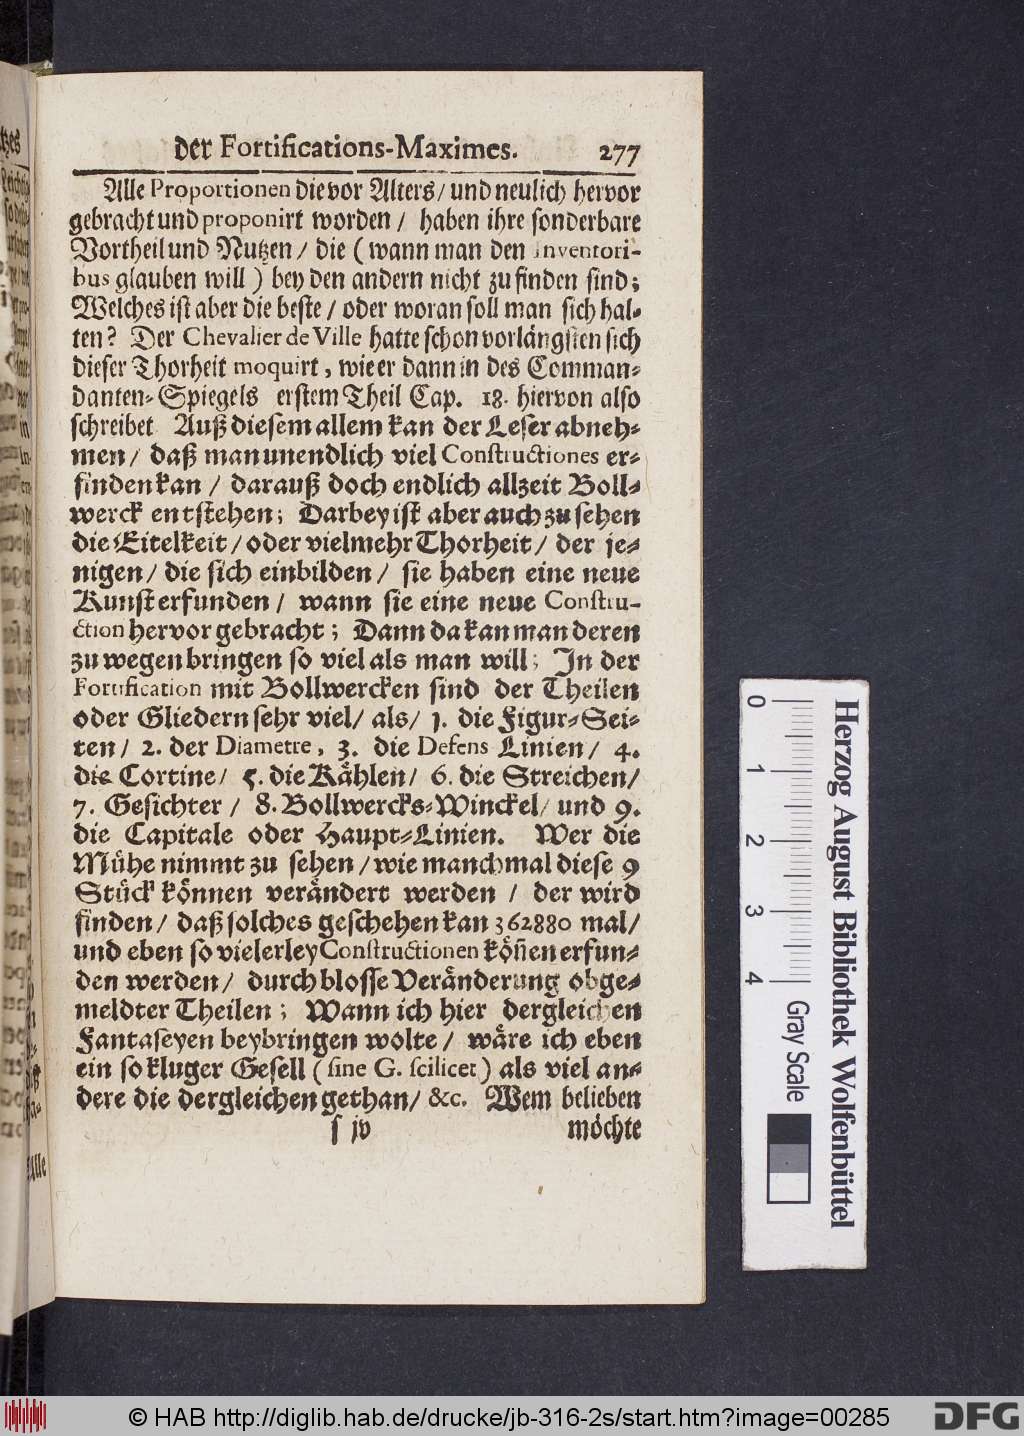 der Fortifications-Maximes. 277
Alle Proportionen die vor Alters / und neulich hervor
gebracht und proponirt worden / haben ihre sonderbare
Vortheil und Nutzen / die ( wann man den Inventori-
bus glauben will ) bey den andern nicht zu finden sind;
Welches ist aber die beste / oder woran soll man sich hal-
ten? Der Chevalier de Ville hatte schon vorlängsten sich
dieser Thorheit moquirt, wie er dann in des Comman-
danten-Spiegels erstem Theil Cap. 18. hiervon also
schreibet Auß diesem allem kan der Leser abneh-
men / daß man unendlich viel Constructiones er-
finden kan / darauß doch endlich allzeit Boll-
werck entstehen; Darbey ist aber auch zu sehen
die Eitelkeit / oder vielmehr Thorheit / der je-
nigen / die sich einbilden / sie haben eine neue
Kunst erfunden / wann sie eine neue Constru-
ction hervor gebracht; Dann da kan man deren
zu wegen bringen so viel als man will; In der
Fortification mit Bollwercken sind der Theilen
oder Gliedern sehr viel / als / 1. die Figur-Sei-
ten / 2. der Diametre, 3. die Defens Linien / 4.
die Cortine / 5. die Kählen / 6. die Streichen /
7. Gesichter / 8. Bollwercks-Winckel / und 9.
die Capitale oder Haupt-Linien. Wer die
Mühe nimmt zu sehen / wie manchmal diese 9
Stück können verändert werden / der wird
finden / daß solches geschehen kan 362880 mal /
und eben so vielerley Constructionen köñen erfun-
den werden / durch blosse Veränderung obge-
meldter Theilen; Wann ich hier dergleichen
Fantaseyen beybringen wolte / wäre ich eben
ein so kluger Gesell ( sine G. scilicet ) als viel an-
dere die dergleichen gethan / &c. Wem belieben
s jv möchte
Alle
0 1 2 3 4
Gray Scale
Herzog August Bibliothek Wolfenbüttel
© HAB http://diglib.hab.de/drucke/jb-316-2s/start.htm?image=00285
DFG